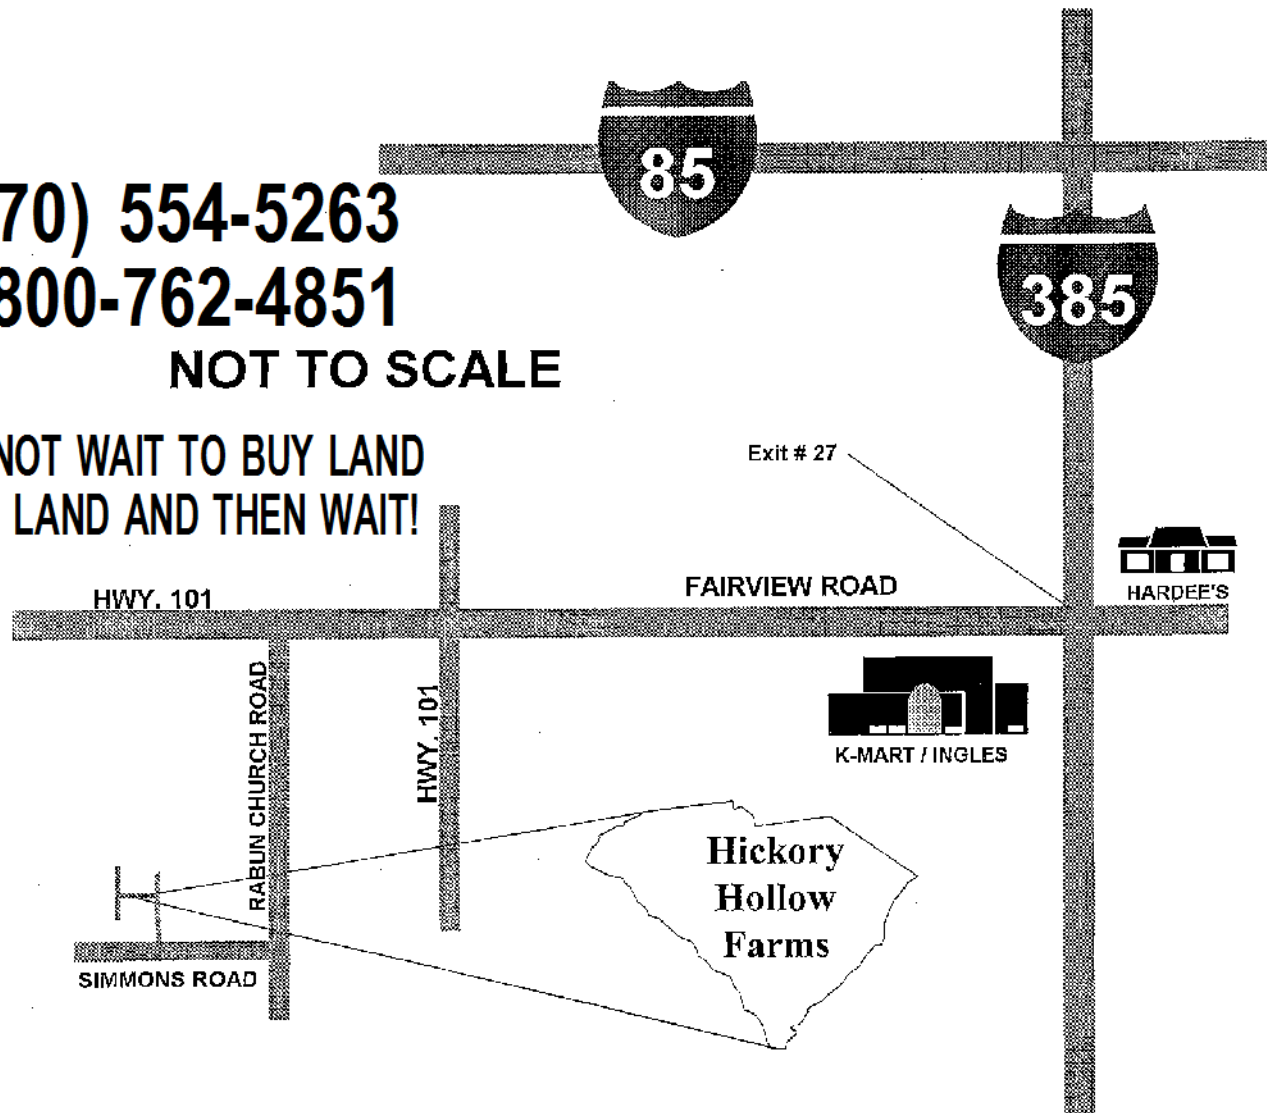 85
70) 554-5263
800-762-4851
385
NOT TO SCALE
NOT WAIT TO BUY LAND
LAND AND THEN WAIT!
Exit # 27
HARDEE'S
FAIRVIEW ROAD
HWY. 101
K-MART / INGLES
RABUN CHURCH ROAD
HWY. 101
Hickory
Hollow
Farms
SIMMONS ROAD